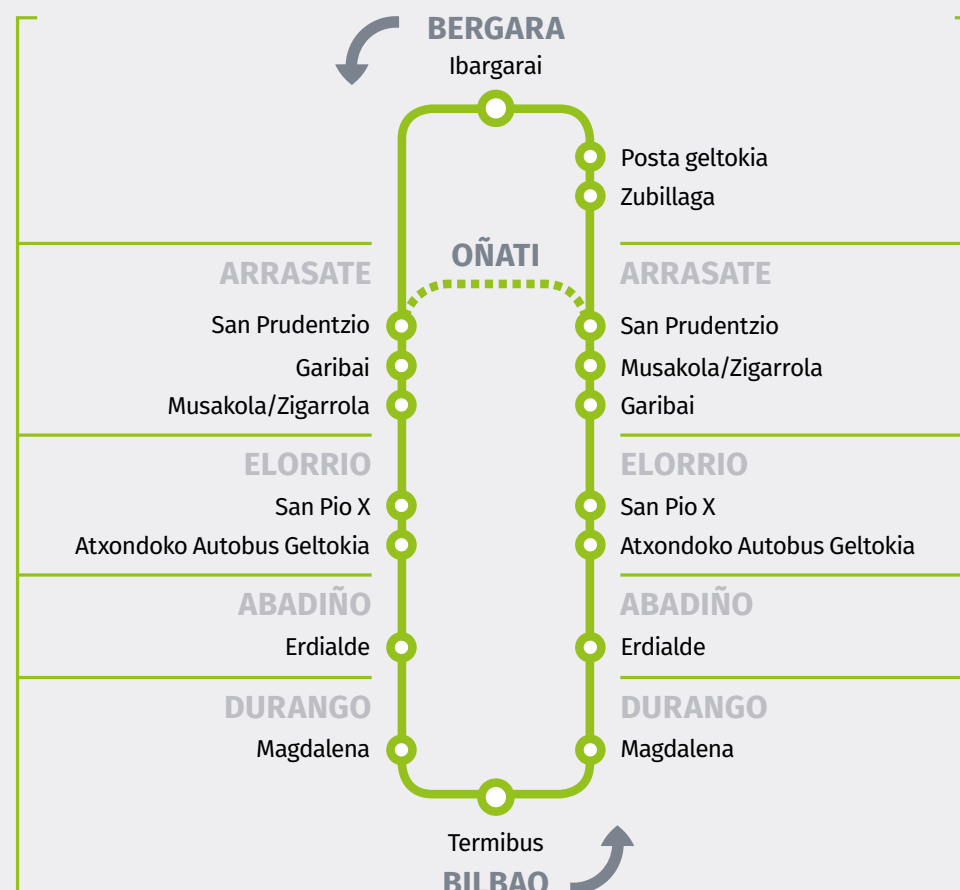 BERGARA
Ibargarai
Posta geltokia
Zubillaga
OÑATI
ARRASATE
San Prudentzio
Garibai
Musakola/Zigarrola
ELORRIO
San Pio X
Atxondoko Autobus Geltokia
ABADIÑO
Erdialde
DURANGO
Magdalena
ARRASATE
San Prudentzio
Musakola/Zigarrola
Garibai
ELORRIO
San Pio X
Atxondoko Autobus Geltokia
ABADIÑO
Erdialde
DURANGO
Magdalena
Termibus
BILBAO